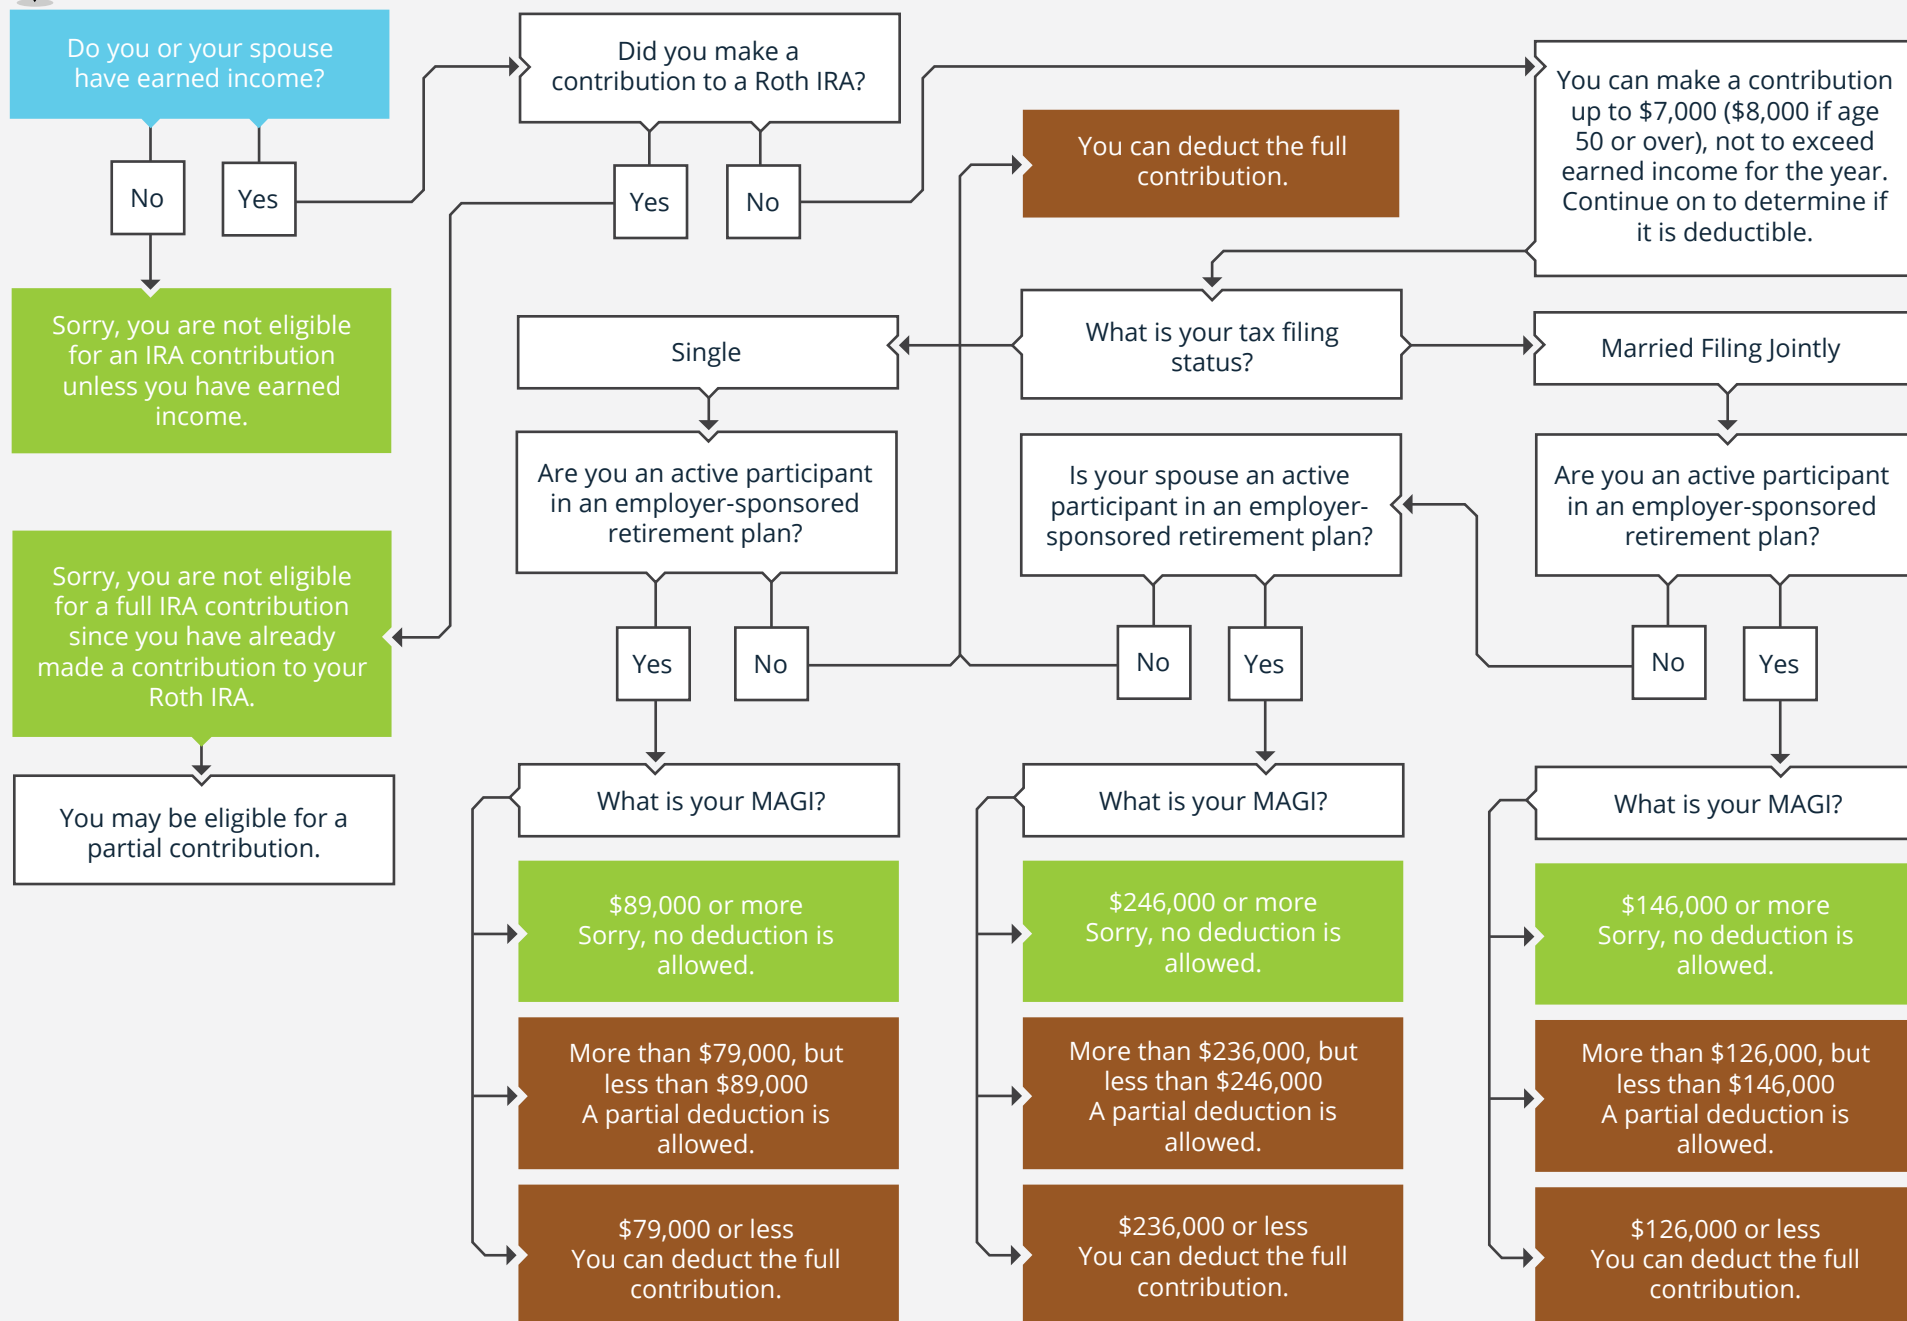 Do you or your spouse
have earned income?
No
Yes
Sorry, you are not eligible
for an IRA contribution
unless you have earned
income.
Did you make a
contribution to a Roth IRA?
Yes
No
Sorry, you are not eligible
for a full IRA contribution
since you have already
made a contribution to your
Roth IRA.
You may be eligible for a
partial contribution.
You can make a contribution
up to $7,000 ($8,000 if age
50 or over), not to exceed
earned income for the year.
Continue on to determine if
it is deductible.
You can deduct the full
contribution.
What is your tax filing
status?
Single
Married Filing Jointly
Are you an active participant
in an employer-sponsored
retirement plan?
Yes
No
Is your spouse an active
participant in an employer-
sponsored retirement plan?
No
Yes
Are you an active participant
in an employer-sponsored
retirement plan?
No
Yes
What is your MAGI?
$89,000 or more
Sorry, no deduction is
allowed.
More than $79,000, but
less than $89,000
A partial deduction is
allowed.
$79,000 or less
You can deduct the full
contribution.
What is your MAGI?
$246,000 or more
Sorry, no deduction is
allowed.
More than $236,000, but
less than $246,000
A partial deduction is
allowed.
$236,000 or less
You can deduct the full
contribution.
What is your MAGI?
$146,000 or more
Sorry, no deduction is
allowed.
More than $126,000, but
less than $146,000
A partial deduction is
allowed.
$126,000 or less
You can deduct the full
contribution.